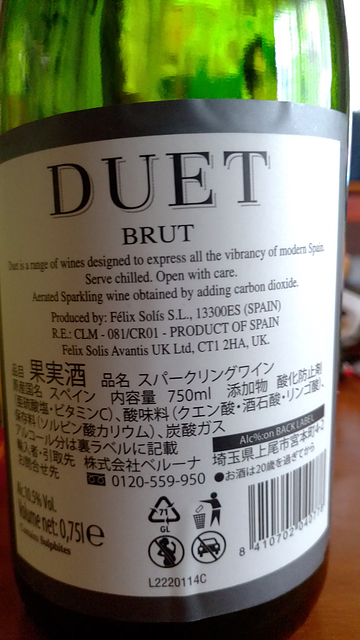 DUET
BRUT
Duet is a range of wines designed to express all the vibrancy of modern Spain.
Serve chilled. Open with care.
Aerated Sparkling wine obtained by adding carbon dioxide.
Produced by: Félix Solís S.L., 13300ES (SPAIN)
R.E.: CLM - 081/CR01 - PRODUCT OF SPAIN
Felix Solis Avantis UK Ltd, CT1 2HA, UK.
品目 果実酒 品名 スパークリングワイン
原産国名 スペイン 内容量 750ml 添加物 酸化防止剤
(亜硫酸塩・ビタミンC)、酸味料(クエン酸・酒石酸・リンゴ酸)、
保存料(ソルビン酸カリウム)、炭酸ガス
アルコール分は裏ラベルに記載
Alc%:on BACK LABEL
輸入者・引取先 株式会社ベルーナ 埼玉県上尾市宮本町4-2
お問合せ先 0120-559-950 ●お酒は20歳を過ぎてから
Alc.10.5% Vol.
Volume net: 0,75l e
Contains Sulphites
71
GL
L2220114C